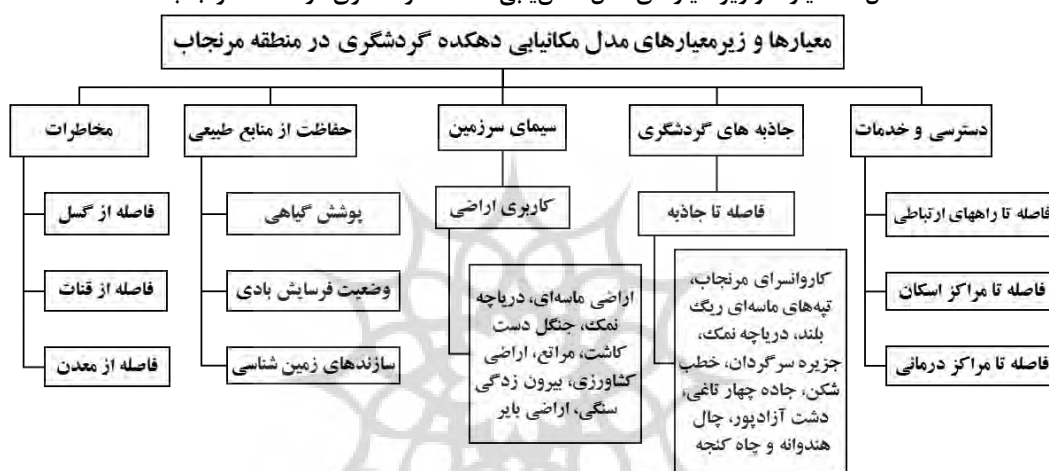 معیارها و زیرمعیارهای مدل مکانیابی دهکده گردشگری در منطقه مرنجاب
دسترسی و خدمات
فاصله تا راههای ارتباطی
فاصله تا مراکز اسکان
فاصله تا مراکز درمانی
جاذبه های گردشگری
فاصله تا جاذبه
کاروانسرای مرنجاب،
تپه‌های ماسه‌ای ریگ
بلند، دریاچه نمک،
جزیره سرگردان، خطب
شکن، جاده چهار تاغی،
دشت آزادپور، چال
هندوانه و چاه کنجه
سیمای سرزمین
کاربری اراضی
اراضی ماسه‌ای، دریاچه
نمک، جنگل دست
کاشت، مراتع، اراضی
کشاورزی، بیرون زدگی
سنگی، اراضی بایر
حفاظت از منابع طبیعی
پوشش گیاهی
وضعیت فرسایش بادی
سازندهای زمین شناسی
مخاطرات
فاصله از گسل
فاصله از قنات
فاصله از معدن